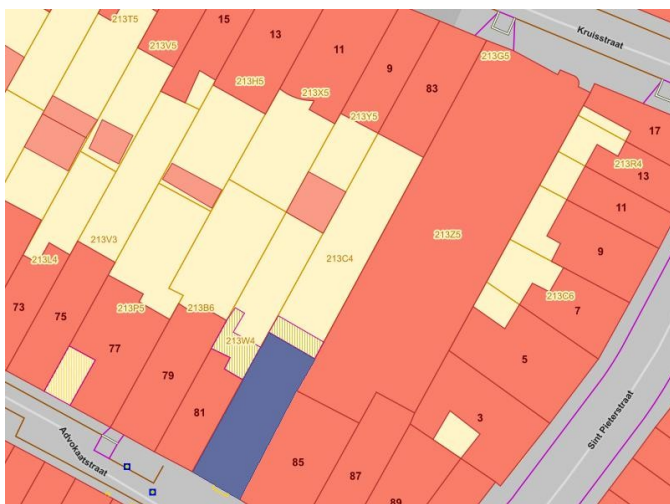 213T5
15
13
213V5
11
9
83
213G5
Kruisstraat
213H5
213X5
213Y5
17
213R4
13
11
9
213V3
213L4
213Z5
213C4
213C6
7
213P5
213B6
213W4
73
75
77
79
81
5
3
85
87
89
Advokaatstraat
Sint Pieterstraat